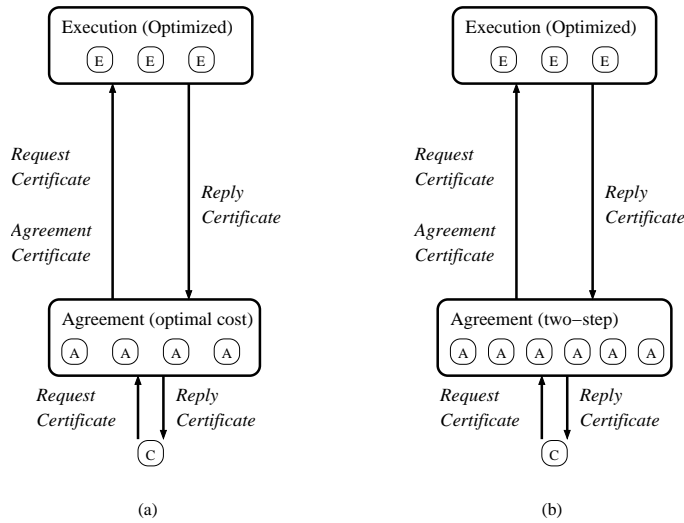 Execution (Optimized)
E E E
Request
Certificate
Agreement
Certificate
Reply
Certificate
Agreement (optimal cost)
A A A A
Request
Certificate
Reply
Certificate
C
(a)
Execution (Optimized)
E E E
Request
Certificate
Agreement
Certificate
Reply
Certificate
Agreement (two−step)
A A A A A A
Request
Certificate
Reply
Certificate
C
(b)